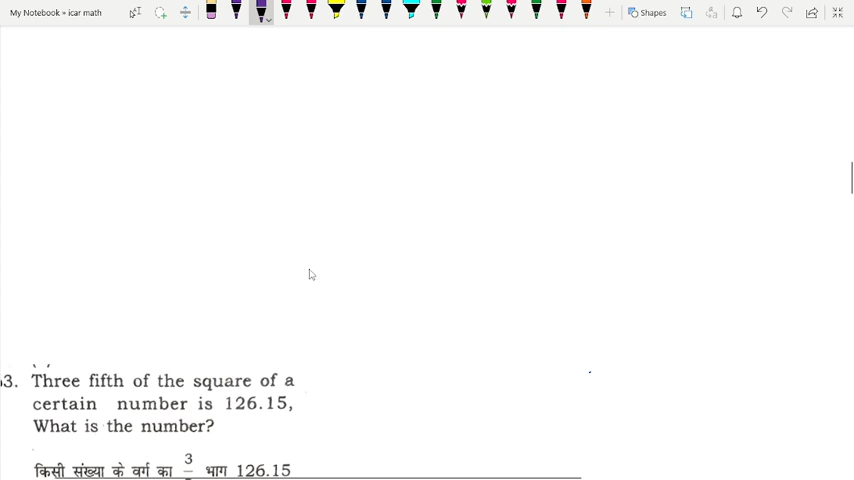 My Notebook » icar math
Shapes
3. Three fifth of the square of a
certain number is 126.15,
What is the number?
किसी संख्या के वर्ग का 3 भाग 126.15